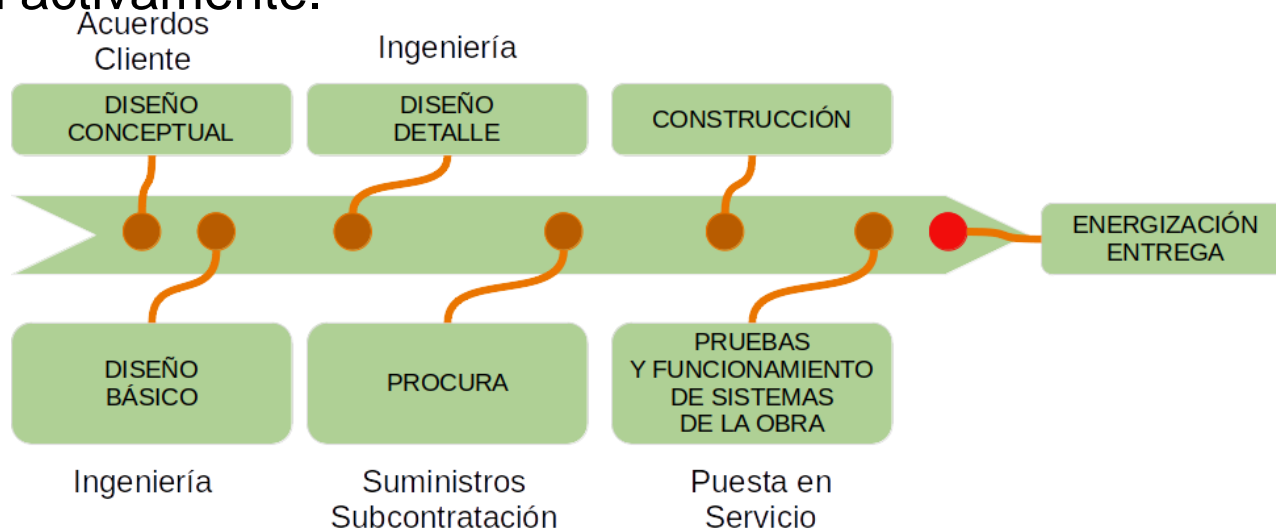 activamente.
Acuerdos
Cliente
Ingeniería
DISEÑO
CONCEPTUAL
DISEÑO
DETALLE
CONSTRUCCIÓN
ENERGIZACIÓN
ENTREGA
DISEÑO
BÁSICO
PROCURA
PRUEBAS
Y FUNCIONAMIENTO
DE SISTEMAS
DE LA OBRA
Ingeniería
Suministros
Subcontratación
Puesta en
Servicio